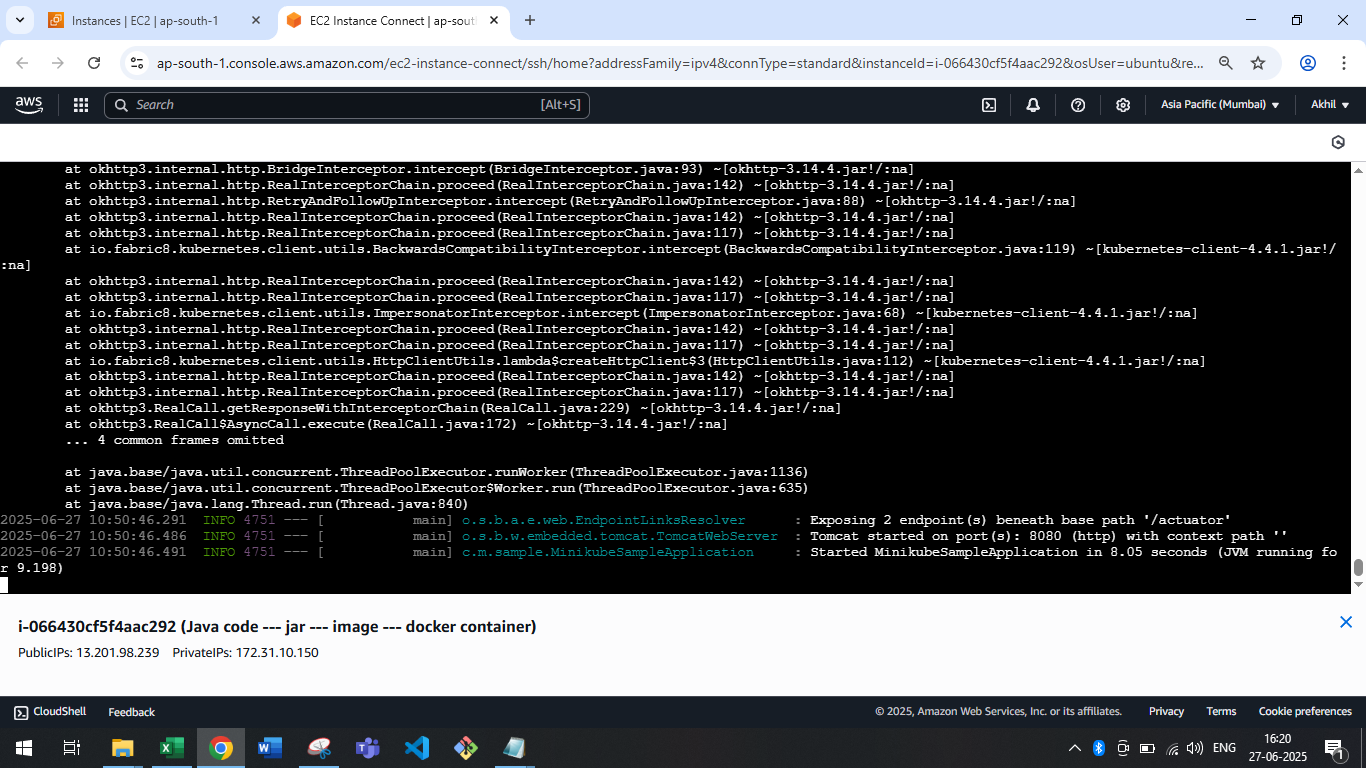 Instances | EC2 | ap-south-1
EC2 Instance Connect | ap-sout
ap-south-1.console.aws.amazon.com/ec2-instance-connect/ssh/home?addressFamily=ipv4&connType=standard&instanceId=i-066430cf5f4aac292&osUser=ubuntu&re...
aws
Search
[Alt+S]
Asia Pacific (Mumbai)
Akhil
at okhttp3.internal.http.BridgeInterceptor.intercept(BridgeInterceptor.java:93) ~[okhttp-3.14.4.jar!/:na]
at okhttp3.internal.http.RealInterceptorChain.proceed(RealInterceptorChain.java:142) ~[okhttp-3.14.4.jar!/:na]
at okhttp3.internal.http.RetryAndFollowUpInterceptor.intercept(RetryAndFollowUpInterceptor.java:88) ~[okhttp-3.14.4.jar!/:na]
at okhttp3.internal.http.RealInterceptorChain.proceed(RealInterceptorChain.java:142) ~[okhttp-3.14.4.jar!/:na]
at okhttp3.internal.http.RealInterceptorChain.proceed(RealInterceptorChain.java:117) ~[okhttp-3.14.4.jar!/:na]
at io.fabric8.kubernetes.client.utils.BackwardsCompatibilityInterceptor.intercept(BackwardsCompatibilityInterceptor.java:119) ~[kubernetes-client-4.4.1.jar!/
:na]
at okhttp3.internal.http.RealInterceptorChain.proceed(RealInterceptorChain.java:142) ~[okhttp-3.14.4.jar!/:na]
at okhttp3.internal.http.RealInterceptorChain.proceed(RealInterceptorChain.java:117) ~[okhttp-3.14.4.jar!/:na]
at io.fabric8.kubernetes.client.utils.ImpersonatorInterceptor.intercept(ImpersonatorInterceptor.java:68) ~[kubernetes-client-4.4.1.jar!/:na]
at okhttp3.internal.http.RealInterceptorChain.proceed(RealInterceptorChain.java:142) ~[okhttp-3.14.4.jar!/:na]
at okhttp3.internal.http.RealInterceptorChain.proceed(RealInterceptorChain.java:117) ~[okhttp-3.14.4.jar!/:na]
at io.fabric8.kubernetes.client.utils.HttpClientUtils.lambda$createHttpClient$3(HttpClientUtils.java:112) ~[kubernetes-client-4.4.1.jar!/:na]
at okhttp3.internal.http.RealInterceptorChain.proceed(RealInterceptorChain.java:142) ~[okhttp-3.14.4.jar!/:na]
at okhttp3.internal.http.RealInterceptorChain.proceed(RealInterceptorChain.java:117) ~[okhttp-3.14.4.jar!/:na]
at okhttp3.RealCall.getResponseWithInterceptorChain(RealCall.java:229) ~[okhttp-3.14.4.jar!/:na]
at okhttp3.RealCall$AsyncCall.execute(RealCall.java:172) ~[okhttp-3.14.4.jar!/:na]
... 4 common frames omitted
at java.base/java.util.concurrent.ThreadPoolExecutor.runWorker(ThreadPoolExecutor.java:1136)
at java.base/java.util.concurrent.ThreadPoolExecutor$Worker.run(ThreadPoolExecutor.java:635)
at java.base/java.lang.Thread.run(Thread.java:840)
2025-06-27 10:50:46.291 INFO 4751 --- [ main] o.s.b.a.e.web.EndpointLinksResolver : Exposing 2 endpoint(s) beneath base path '/actuator'
2025-06-27 10:50:46.486 INFO 4751 --- [ main] o.s.b.w.embedded.tomcat.TomcatWebServer : Tomcat started on port(s): 8080 (http) with context path ''
2025-06-27 10:50:46.491 INFO 4751 --- [ main] c.m.sample.MinikubeSampleApplication : Started MinikubeSampleApplication in 8.05 seconds (JVM running fo
r 9.198)
i-066430cf5f4aac292 (Java code --- jar --- image --- docker container)
PublicIPs: 13.201.98.239 PrivateIPs: 172.31.10.150
CloudShell
Feedback
© 2025, Amazon Web Services, Inc. or its affiliates.
Privacy
Terms
Cookie preferences
ENG
16:20
27-06-2025
1